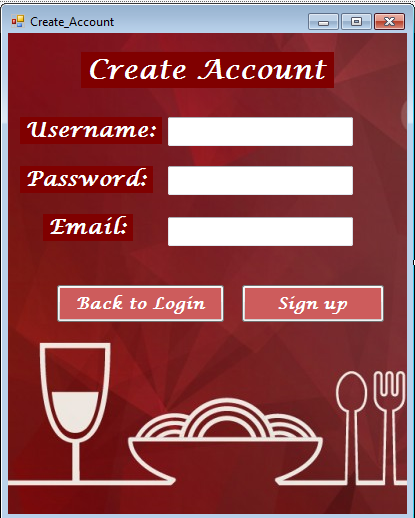 Create_Account
Create Account
Username:
Password:
Email:
Back to Login
Sign up